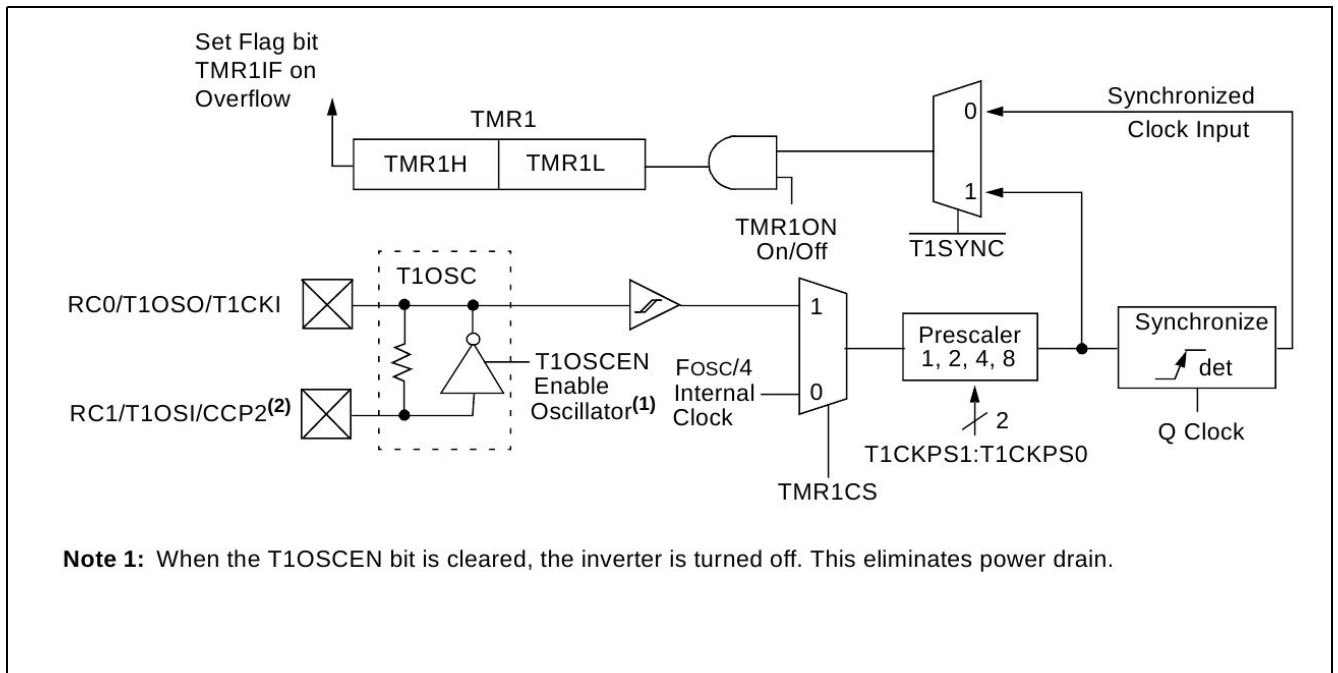 Set Flag bit
TMR1IF on
Overflow
TMR1
TMR1H
TMR1L
0
1
Synchronized
Clock Input
TMR1ON
On/Off
T1SYNC
T1OSC
RC0/T1OSO/T1CKI
RC1/T1OSI/CCP2(2)
T1OSCEN
Enable
Oscillator(1)
FOSC/4
Internal
Clock
1
0
TMR1CS
Prescaler
1, 2, 4, 8
2
T1CKPS1:T1CKPS0
Synchronize
det
Q Clock
Note 1: When the T1OSCEN bit is cleared, the inverter is turned off. This eliminates power drain.